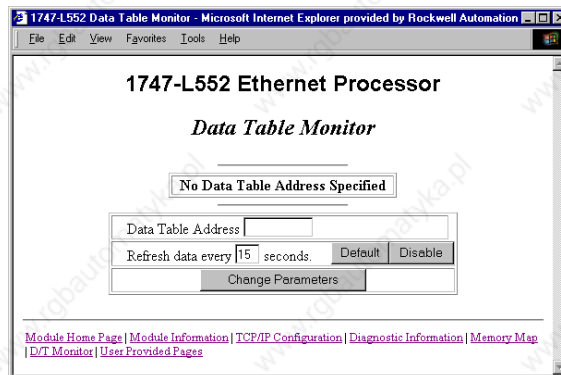 1747-L552 Data Table Monitor - Microsoft Internet Explorer provided by Rockwell Automation
File Edit View Favorites Tools Help
1747-L552 Ethernet Processor
Data Table Monitor
No Data Table Address Specified
Data Table Address
Refresh data every 15 seconds. Default Disable
Change Parameters
Module Home Page | Module Information | TCP/IP Configuration | Diagnostic Information | Memory Map
| D/T Monitor | User Provided Pages
www.rgbautomatyka.pl